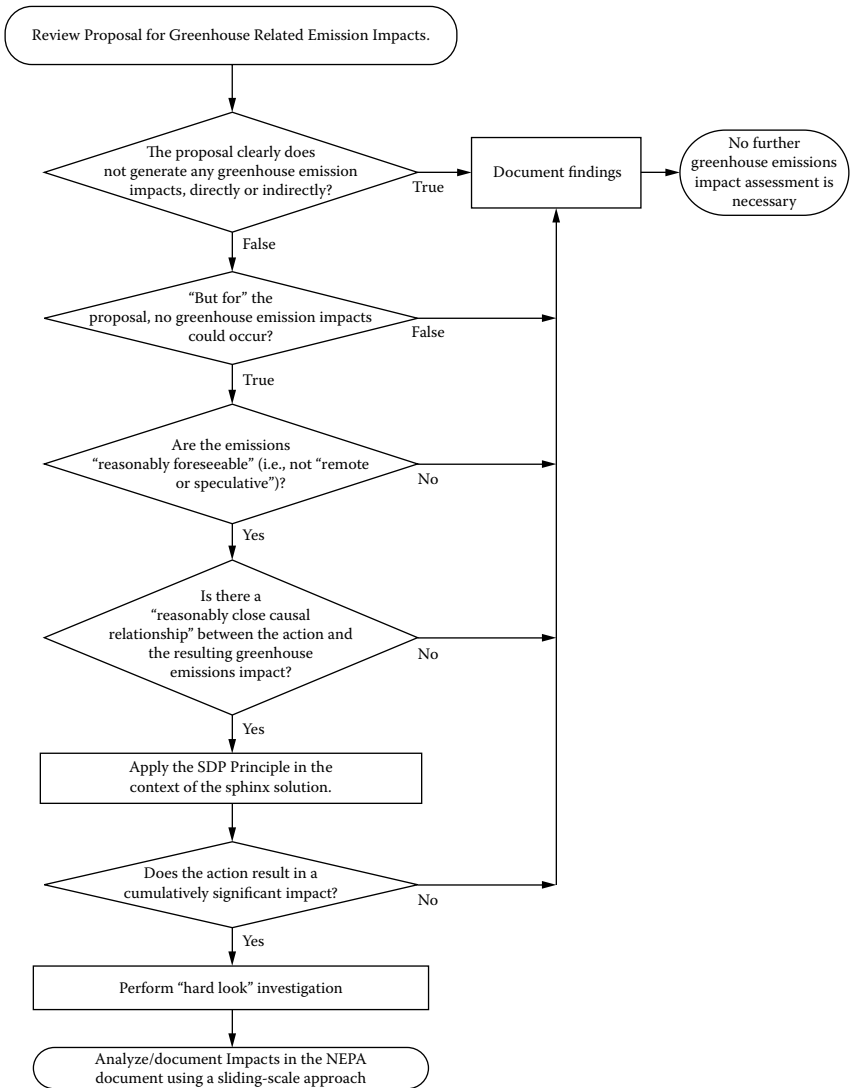 Review Proposal for Greenhouse Related Emission Impacts.
The proposal clearly does
not generate any greenhouse emission
impacts, directly or indirectly?
True
Document findings
No further
greenhouse emissions
impact assessment is
necessary
False
“But for” the
proposal, no greenhouse emission impacts
could occur?
False
True
Are the emissions
“reasonably foreseeable” (i.e., not “remote
or speculative”)?
No
Yes
Is there a
“reasonably close causal
relationship” between the action and
the resulting greenhouse
emissions impact?
No
Yes
Apply the SDP Principle in the
context of the sphinx solution.
Does the action result in a
cumulatively significant impact?
No
Yes
Perform “hard look” investigation
Analyze/document Impacts in the NEPA
document using a sliding-scale approach